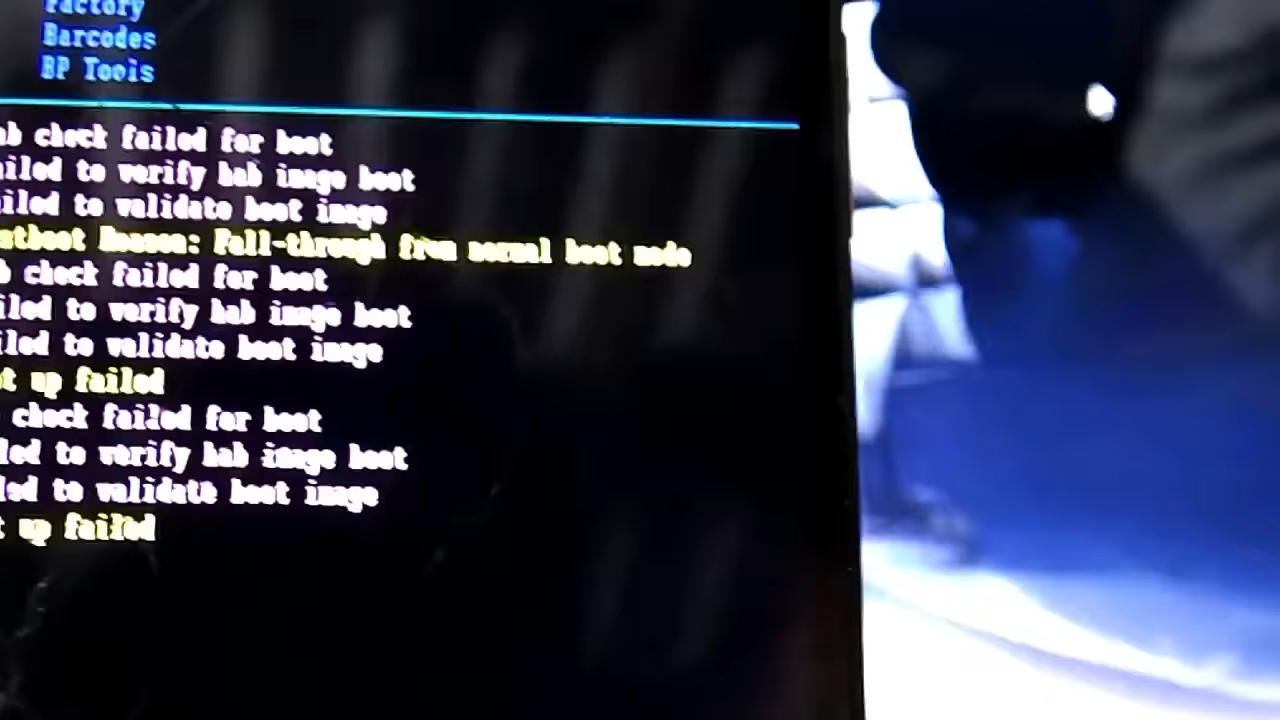 Factory
Barcodes
BP Tools
ab check failed for boot
ailed to verify hab image boot
ailed to validate boot image
stboot Reason: Fall-through from normal boot mode
b check failed for boot
iled to verify hab image boot
iled to validate boot image
t up failed
check failed for boot
led to verify hab image boot
led to validate boot image
t up failed